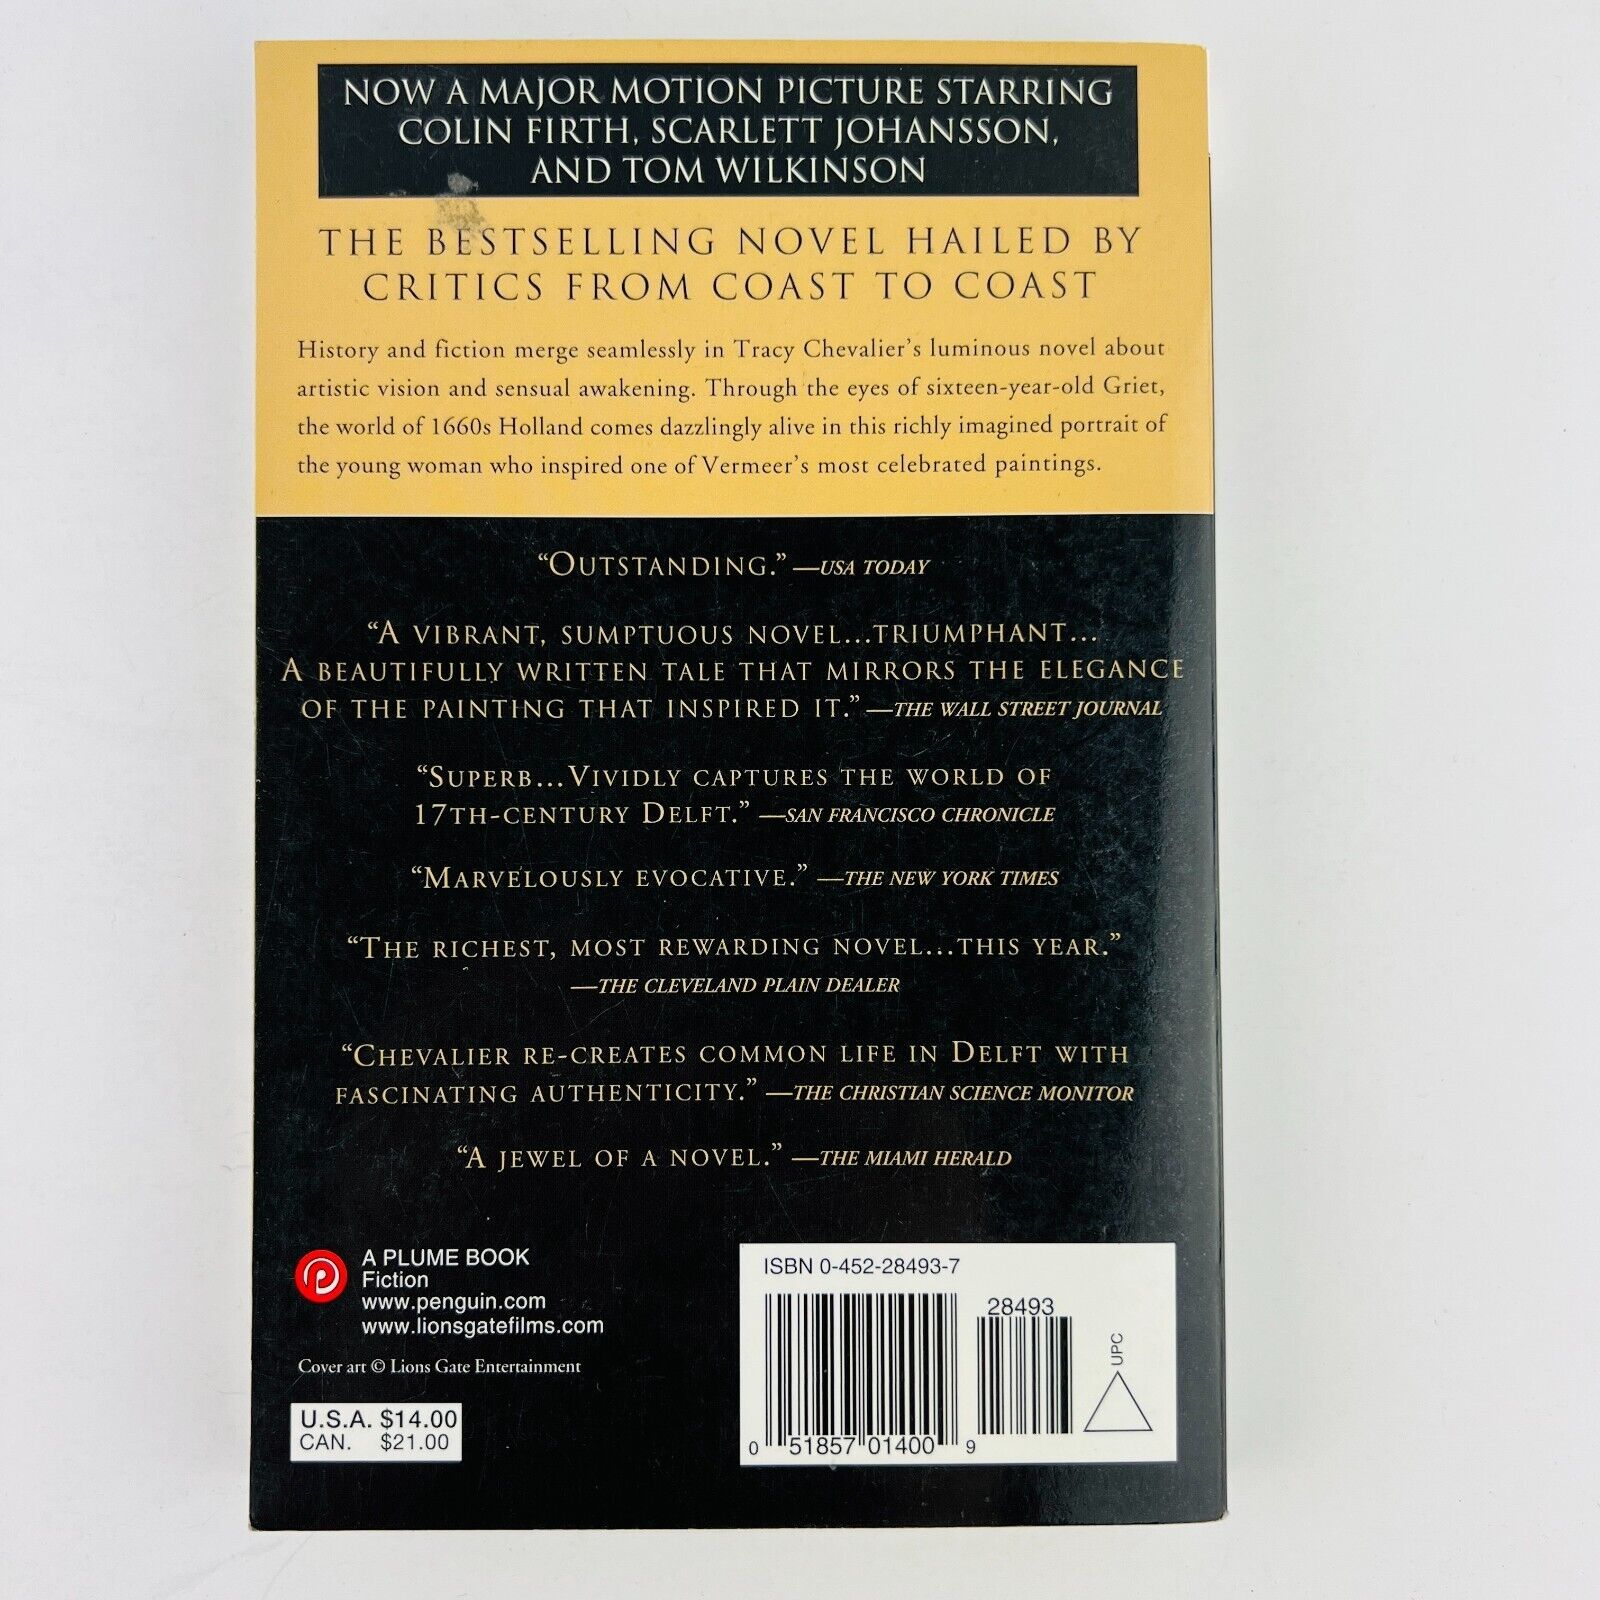 NOW A MAJOR MOTION PICTURE STARRING
COLIN FIRTH, SCARLETT JOHANSSON,
AND TOM WILKINSON
THE BESTSELLING NOVEL HAILED BY
CRITICS FROM COAST TO COAST
History and fiction merge seamlessly in Tracy Chevalier's luminous novel about
artistic vision and sensual awakening. Through the eyes of sixteen-year-old Griet,
the world of 1660s Holland comes dazzlingly alive in this richly imagined portrait of
the young woman who inspired one of Vermeer's most celebrated paintings.
“OUTSTANDING.” —USA TODAY
“A VIBRANT, SUMPTUOUS NOVEL...TRIUMPHANT...
A BEAUTIFULLY WRITTEN TALE THAT MIRRORS THE ELEGANCE
OF THE PAINTING THAT INSPIRED IT.” —THE WALL STREET JOURNAL
“SUPERB...VIVIDLY CAPTURES THE WORLD OF
17TH-CENTURY DELFT.” —SAN FRANCISCO CHRONICLE
“MARVELOUSLY EVOCATIVE.” —THE NEW YORK TIMES
“THE RICHEST, MOST REWARDING NOVEL...THIS YEAR.”
—THE CLEVELAND PLAIN DEALER
“CHEVALIER RE-CREATES COMMON LIFE IN DELFT WITH
FASCINATING AUTHENTICITY.” —THE CHRISTIAN SCIENCE MONITOR
“A JEWEL OF A NOVEL.” —THE MIAMI HERALD
A PLUME BOOK
Fiction
www.penguin.com
www.lionsgatefilms.com
Cover art © Lions Gate Entertainment
U.S.A. $14.00
CAN. $21.00
ISBN 0-452-28493-7
28493
UPC
0 51857 01400 9